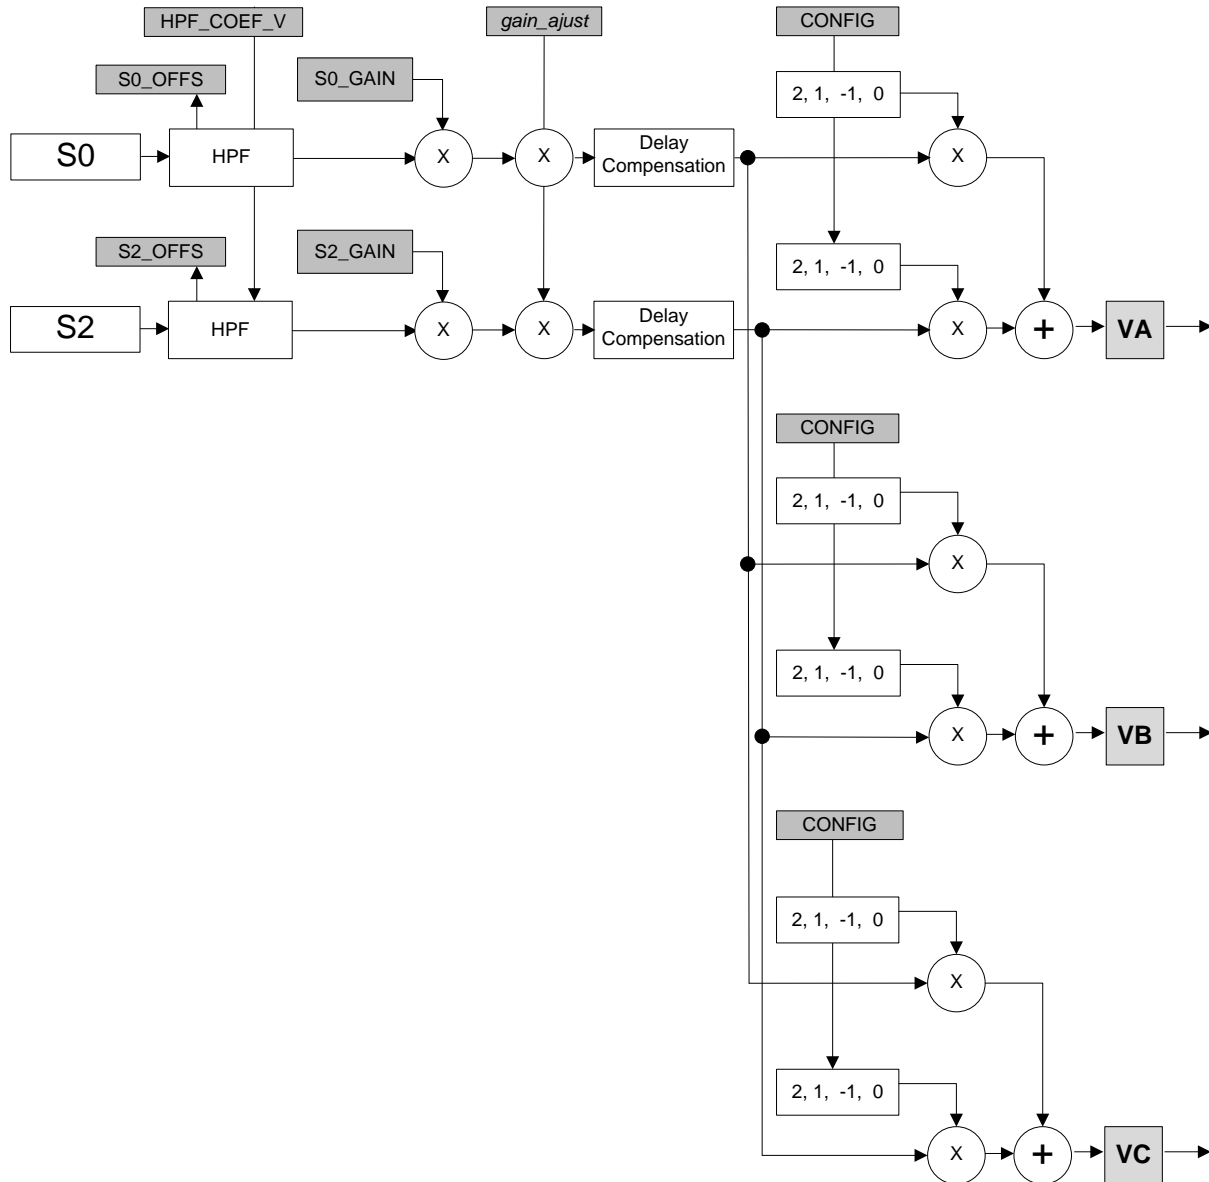 HPF_COEF_V
gain_ajust
CONFIG
S0_OFFS
S0_GAIN
2, 1, -1, 0
S0
HPF
X
X
Delay
Compensation
X
S2_OFFS
S2_GAIN
2, 1, -1, 0
S2
HPF
X
X
Delay
Compensation
X
+
VA
CONFIG
2, 1, -1, 0
X
2, 1, -1, 0
X
+
VB
CONFIG
2, 1, -1, 0
X
2, 1, -1, 0
X
+
VC